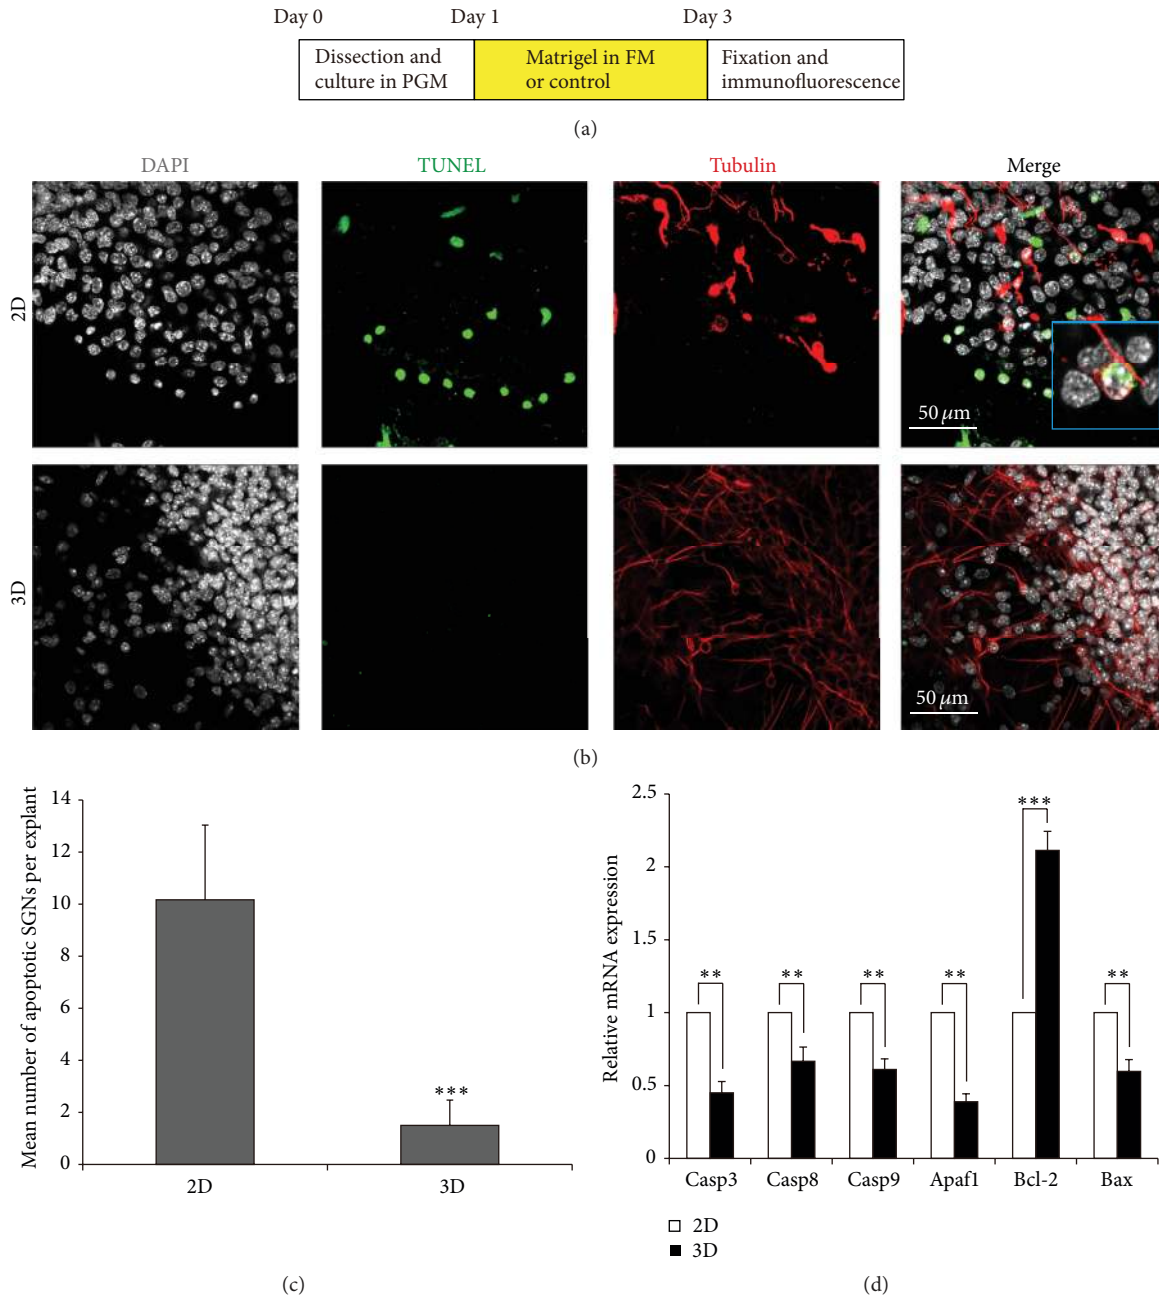 Day 0
Day 1
Day 3
Dissection and
culture in PGM
Matrigel in FM
or control
Fixation and
immunofluorescence
(a)
DAPI
TUNEL
Tubulin
Merge
2D
50 μm
3D
50 μm
(b)
Mean number of apoptotic SGNs per explant
14
12
10
8
6
4
2
0
***
2D
3D
(c)
Relative mRNA expression
2.5
2
1.5
1
0.5
0
**
**
**
**
***
**
Casp3
Casp8
Casp9
Apaf1
Bcl-2
Bax
2D
3D
(d)